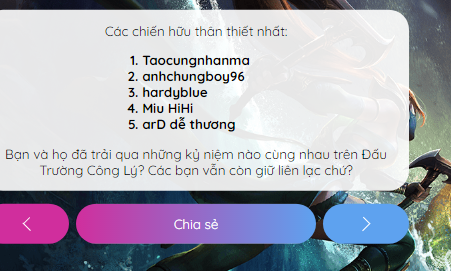 Các chiến hữu thân thiết nhất:
1. Taocungnhanma
2. anhchungboy96
3. hardyblue
4. Miu HiHi
5. arD dễ thương
Bạn và họ đã trải qua những kỷ niệm nào cùng nhau trên Đấu
Trường Công Lý? Các bạn vẫn còn giữ liên lạc chứ?
Chia sẻ